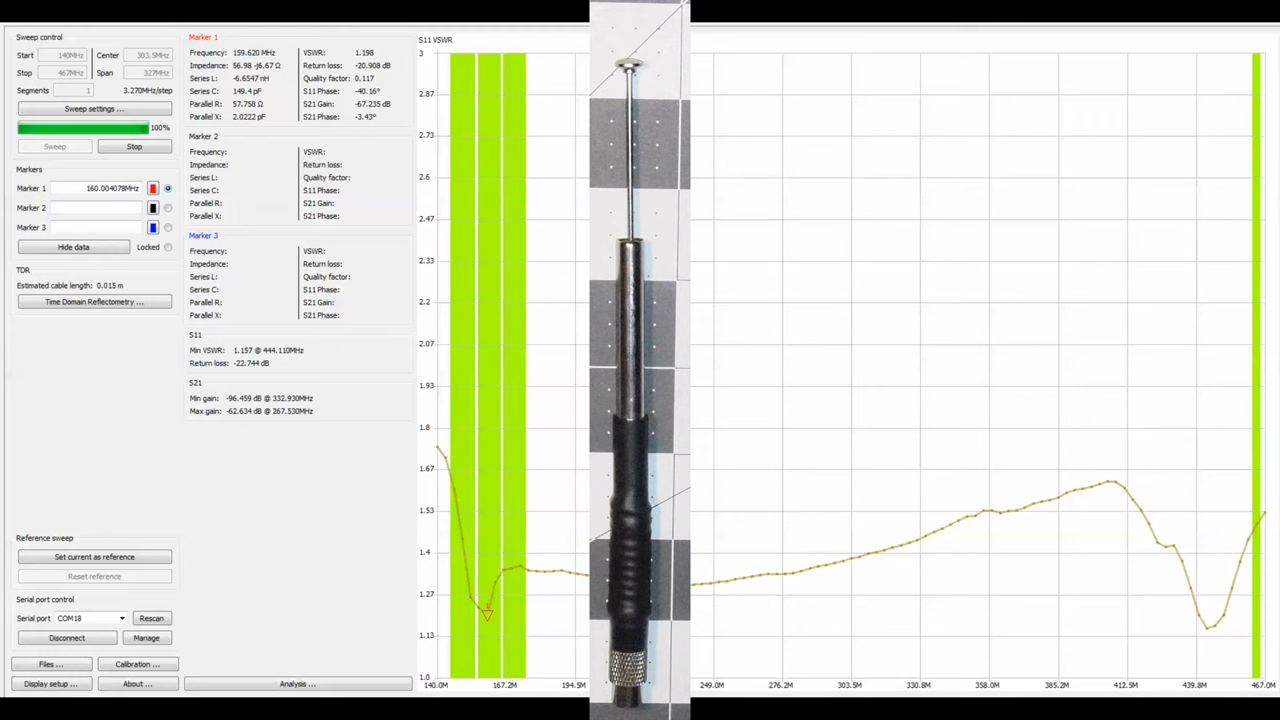 Sweep control
Start 140MHz Center 303.5MHz
Stop 467MHz Span 327MHz
Segments 1 3.270MHz/step
Sweep settings ...
100%
Sweep Stop
Markers
Marker 1 160.004078MHz
Marker 2
Marker 3
Hide data Locked
TDR
Estimated cable length: 0.015 m
Time Domain Reflectometry ...
Reference sweep
Set current as reference
Reset reference
Serial port control
Serial port COM18 Rescan
Disconnect Manage
Files ... Calibration ...
Display setup ... About ...
Marker 1
Frequency: 159.620 MHz VSWR: 1.198
Impedance: 56.98 -j6.67 Ω Return loss: -20.908 dB
Series L: -6.6547 nH Quality factor: 0.117
Series C: 149.4 pF S11 Phase: -40.16°
Parallel R: 57.758 Ω S21 Gain: -67.235 dB
Parallel X: 2.0222 pF S21 Phase: -3.43°
Marker 2
Frequency: VSWR:
Impedance: Return loss:
Series L: Quality factor:
Series C: S11 Phase:
Parallel R: S21 Gain:
Parallel X: S21 Phase:
Marker 3
Frequency: VSWR:
Impedance: Return loss:
Series L: Quality factor:
Series C: S11 Phase:
Parallel R: S21 Gain:
Parallel X: S21 Phase:
S11
Min VSWR: 1.157 @ 444.110MHz
Return loss: -22.744 dB
S21
Min gain: -96.459 dB @ 332.930MHz
Max gain: -62.634 dB @ 267.530MHz
Analysis ...
S11 VSWR
3
2.87
2.73
2.6
2.47
2.33
2.2
2.07
1.93
1.8
1.67
1.53
1.4
1.27
1.13
1.0
140.0M 167.2M 194.5M 249.0M 276.2M 303.5M 330.8M 358.0M 385.2M 412.5M 439.8M 467.0M